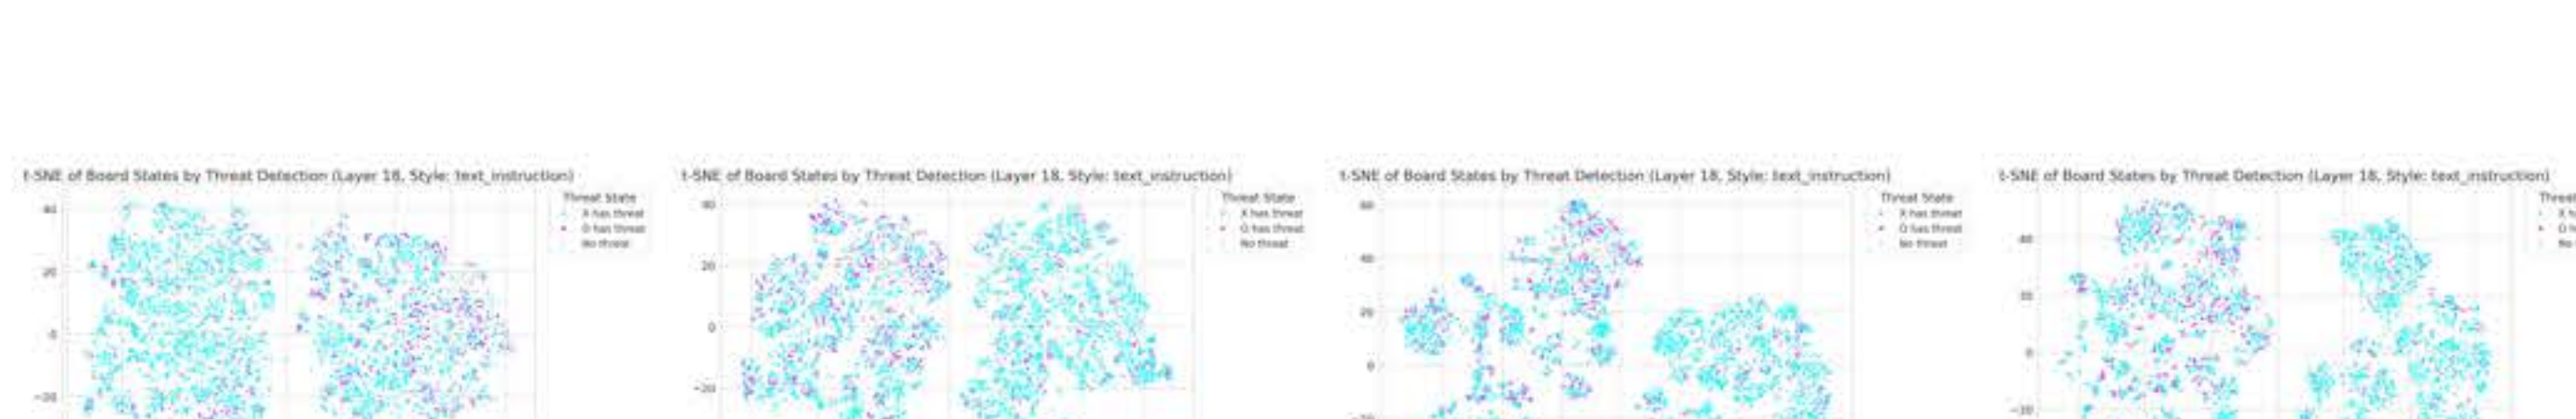 t-SNE of Board States by Threat Detection (Layer 18, Style: text_instruction)
Threat State
X has threat
O has threat
No threat
40
20
0
−20
t-SNE of Board States by Threat Detection (Layer 18, Style: text_instruction)
Threat State
X has threat
O has threat
No threat
40
20
0
−20
t-SNE of Board States by Threat Detection (Layer 18, Style: text_instruction)
Threat State
X has threat
O has threat
No threat
60
40
20
0
t-SNE of Board States by Threat Detection (Layer 18, Style: text_instruction)
Threat
X h
O h
No
40
20
0
−20